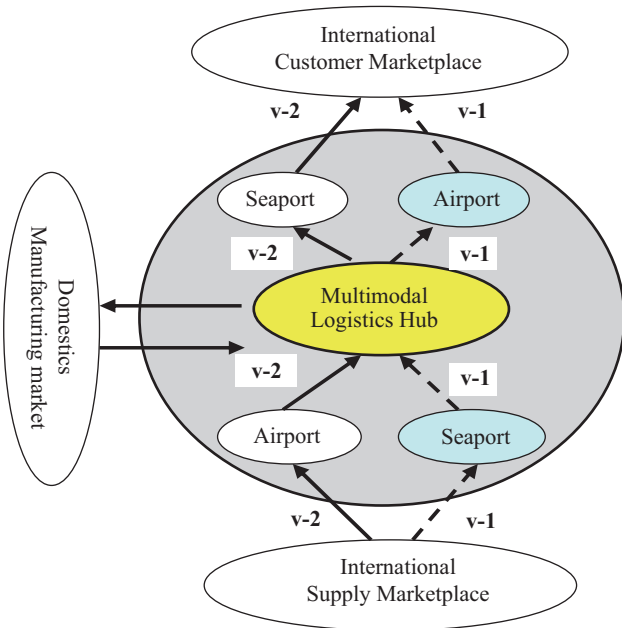 International
Customer Marketplace
v-2
v-1
Seaport
Airport
v-2
v-1
Multimodal
Logistics Hub
Domestics
Manufacturing market
v-2
v-1
Airport
Seaport
v-2
v-1
International
Supply Marketplace